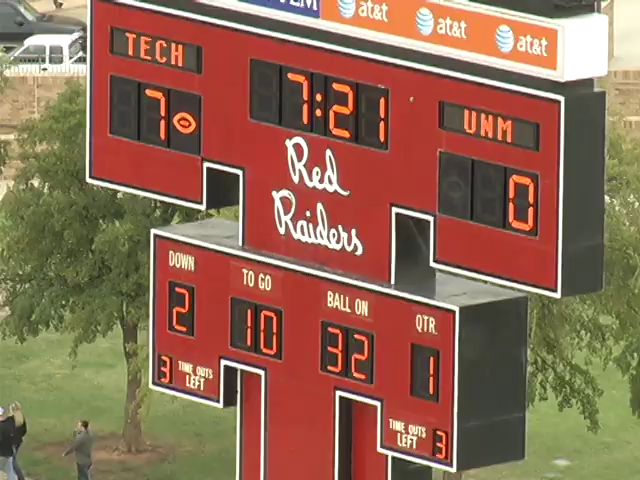 at&t at&t at&t
TECH 7:21 UNM
7 0
Red
Raiders
DOWN TO GO BALL ON QTR.
2 10 32 1
3 TIME OUTS
LEFT
TIME OUTS
LEFT 3